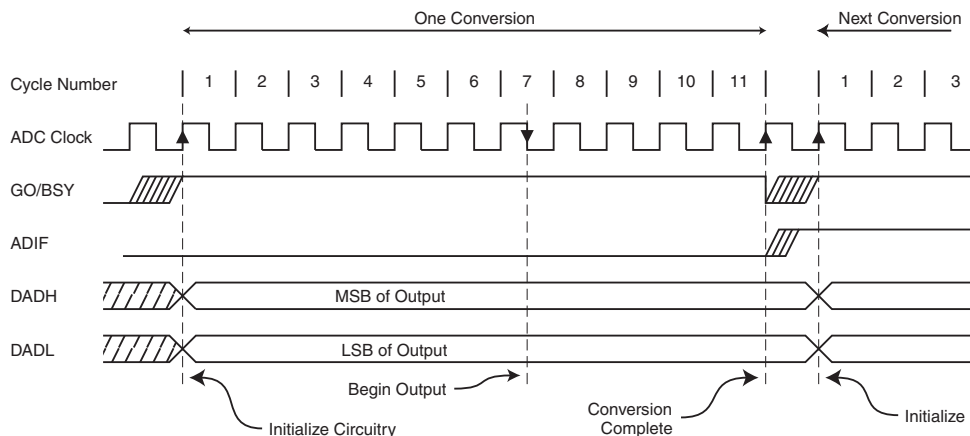 One Conversion Next Conversion
Cycle Number 1 2 3 4 5 6 7 8 9 10 11 1 2 3
ADC Clock
GO/BSY
ADIF
DADH MSB of Output
DADL LSB of Output
Begin Output
Conversion
Complete
Initialize
Initialize Circuitry